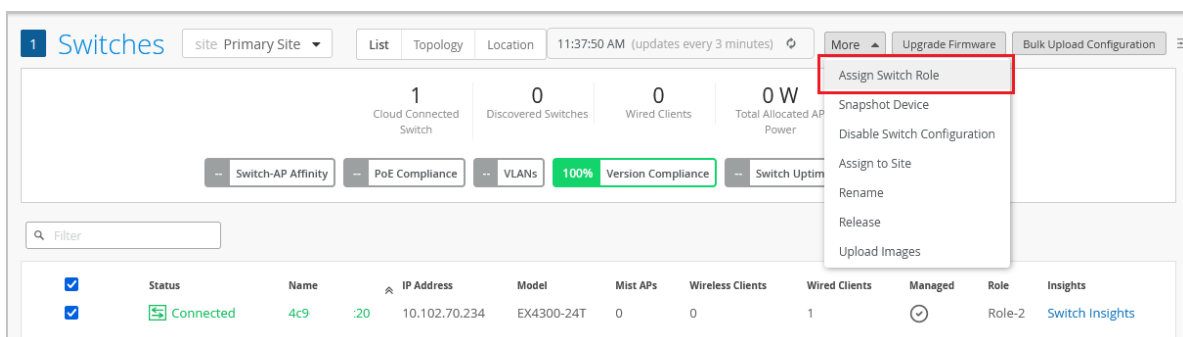 1 Switches site Primary Site List Topology Location 11:37:50 AM (updates every 3 minutes) More Upgrade Firmware Bulk Upload Configuration
Assign Switch Role
1 0 0 0 W
Cloud Connected Switch Discovered Switches Wired Clients Total Allocated AP Power
Snapshot Device
Disable Switch Configuration
-- Switch-AP Affinity -- PoE Compliance -- VLANs 100% Version Compliance -- Switch Uptim
Assign to Site
Rename
Release
Upload Images
Filter
Status Name IP Address Model Mist APs Wireless Clients Wired Clients Managed Role Insights
Connected 4c9 :20 10.102.70.234 EX4300-24T 0 0 1 Role-2 Switch Insights